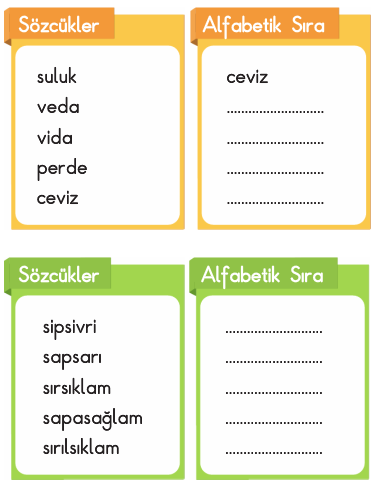 Sözcükler
suluk
veda
vida
perde
ceviz
Alfabetik Sıra
ceviz
Sözcükler
sipsivri
sapsarı
sırsıklam
sapasağlam
sırılsıklam
Alfabetik Sıra